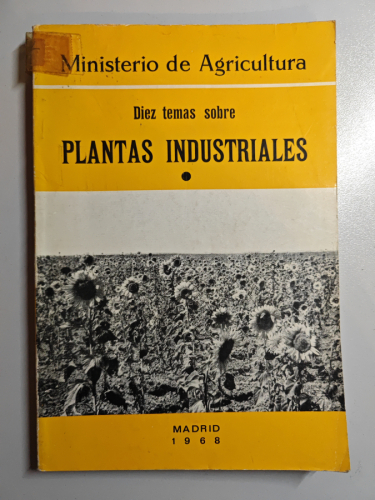 Ministerio de Agricultura
Diez temas sobre
PLANTAS INDUSTRIALES
MADRID
1968